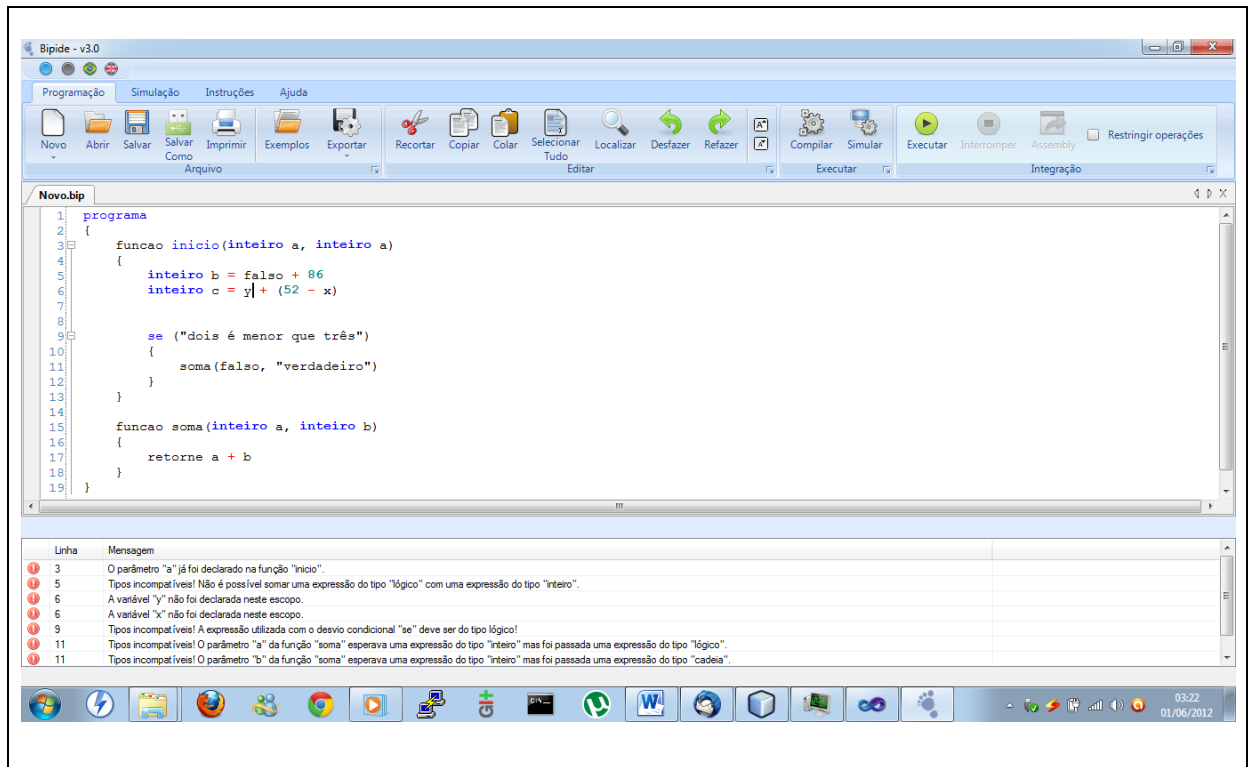 Bipide - v3.0
Programação Simulação Instruções Ajuda
Novo Abrir Salvar Salvar Como Imprimir Exemplos Exportar Recortar Copiar Colar Selecionar Tudo Localizar Desfazer Refazer A A Compilar Simular Executar Interromper Assembly Restringir operações
Arquivo Editar Executar Integração
Novo.bip
1 programa
2 {
3 funcao inicio(inteiro a, inteiro a)
4 {
5 inteiro b = falso + 86
6 inteiro c = y + (52 - x)
7
8
9 se ("dois é menor que três")
10 {
11 soma(falso, "verdadeiro")
12 }
13 }
14
15 funcao soma(inteiro a, inteiro b)
16 {
17 retorne a + b
18 }
19 }
Linha Mensagem
3 O parâmetro "a" já foi declarado na função "inicio".
5 Tipos incompatíveis! Não é possível somar uma expressão do tipo "lógico" com uma expressão do tipo "inteiro".
6 A variável "y" não foi declarada neste escopo.
6 A variável "x" não foi declarada neste escopo.
9 Tipos incompatíveis! A expressão utilizada com o desvio condicional "se" deve ser do tipo lógico!
11 Tipos incompatíveis! O parâmetro "a" da função "soma" esperava uma expressão do tipo "inteiro" mas foi passada uma expressão do tipo "lógico".
11 Tipos incompatíveis! O parâmetro "b" da função "soma" esperava uma expressão do tipo "inteiro" mas foi passada uma expressão do tipo "cadeia".
03:22
01/06/2012